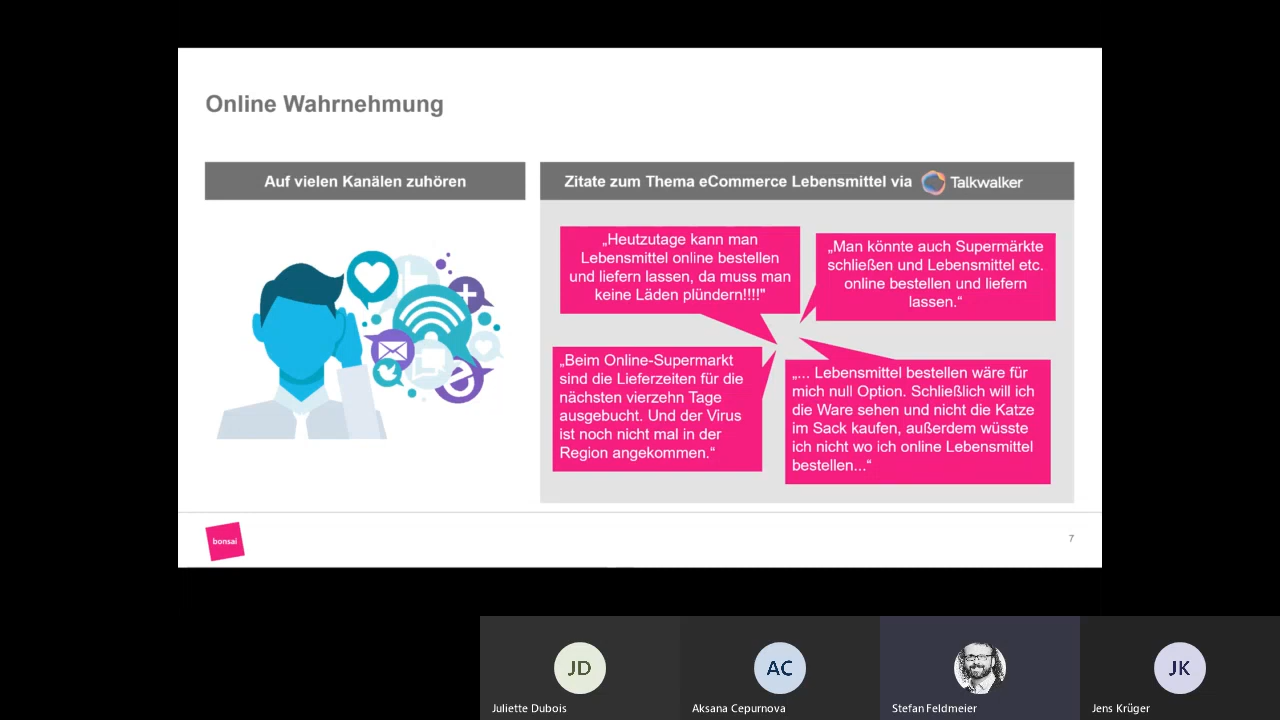 Online Wahrnehmung
Auf vielen Kanälen zuhören
Zitate zum Thema eCommerce Lebensmittel via Talkwalker
„Heutzutage kann man
Lebensmittel online bestellen
und liefern lassen, da muss man
keine Läden plündern!!!!"
„Man könnte auch Supermärkte
schließen und Lebensmittel etc.
online bestellen und liefern
lassen.“
„Beim Online-Supermarkt
sind die Lieferzeiten für die
nächsten vierzehn Tage
ausgebucht. Und der Virus
ist noch nicht mal in der
Region angekommen.“
„... Lebensmittel bestellen wäre für
mich null Option. Schließlich will ich
die Ware sehen und nicht die Katze
im Sack kaufen, außerdem wüsste
ich nicht wo ich online Lebensmittel
bestellen...“
bonsai
7
JD
AC
JK
Juliette Dubois
Aksana Cepurnova
Stefan Feldmeier
Jens Krüger